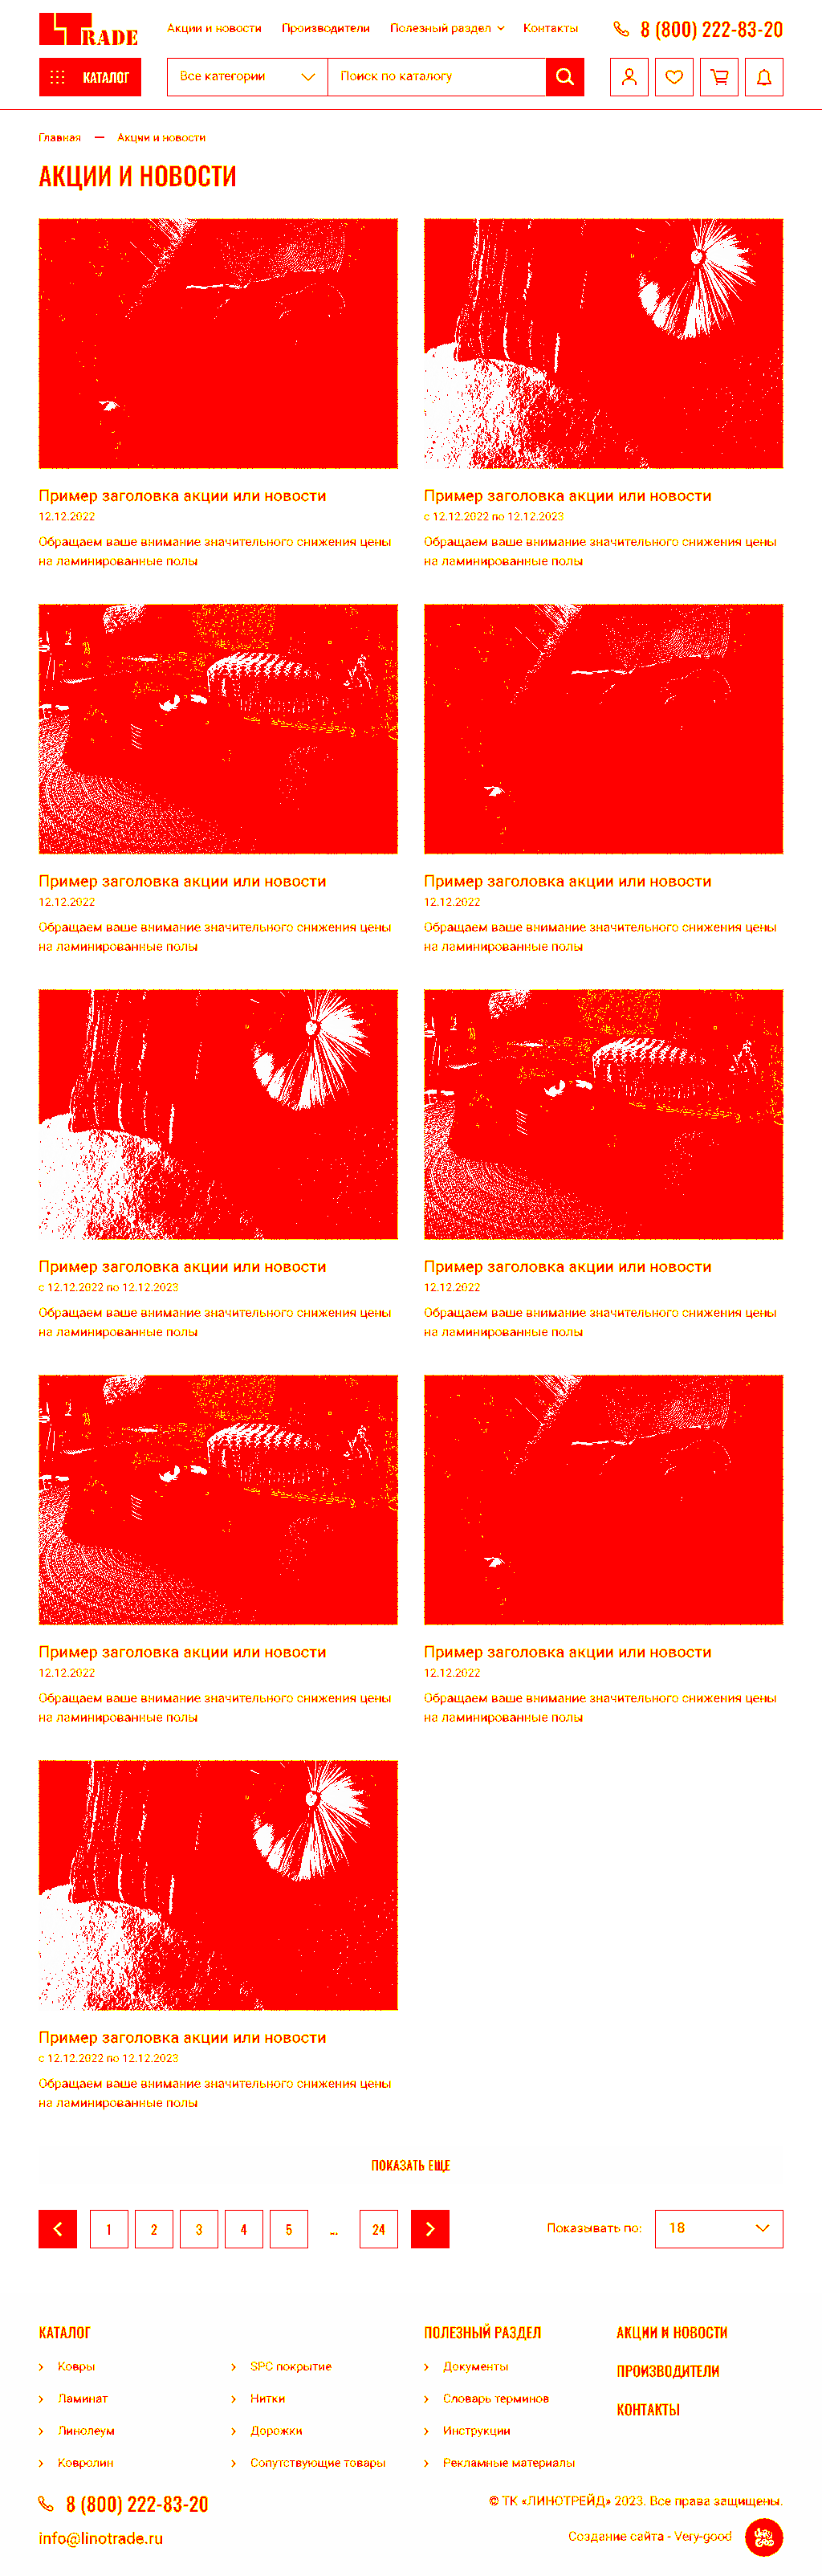 LTRADE
Акции и новости
Производители
Полезный раздел
Контакты
8 (800) 222-83-20
КАТАЛОГ
Все категории
Поиск по каталогу
Главная — Акции и новости
АКЦИИ И НОВОСТИ
Пример заголовка акции или новости
12.12.2022
Обращаем ваше внимание значительного снижения цены
на ламинированные полы
Пример заголовка акции или новости
с 12.12.2022 по 12.12.2023
Обращаем ваше внимание значительного снижения цены
на ламинированные полы
Пример заголовка акции или новости
12.12.2022
Обращаем ваше внимание значительного снижения цены
на ламинированные полы
Пример заголовка акции или новости
12.12.2022
Обращаем ваше внимание значительного снижения цены
на ламинированные полы
Пример заголовка акции или новости
с 12.12.2022 по 12.12.2023
Обращаем ваше внимание значительного снижения цены
на ламинированные полы
Пример заголовка акции или новости
12.12.2022
Обращаем ваше внимание значительного снижения цены
на ламинированные полы
Пример заголовка акции или новости
12.12.2022
Обращаем ваше внимание значительного снижения цены
на ламинированные полы
Пример заголовка акции или новости
12.12.2022
Обращаем ваше внимание значительного снижения цены
на ламинированные полы
Пример заголовка акции или новости
с 12.12.2022 по 12.12.2023
Обращаем ваше внимание значительного снижения цены
на ламинированные полы
ПОКАЗАТЬ ЕЩЕ
1 2 3 4 5 ... 24
Показывать по: 18
КАТАЛОГ
Ковры
Ламинат
Линолеум
Ковролин
SPC покрытие
Нитки
Дорожки
Сопутствующие товары
ПОЛЕЗНЫЙ РАЗДЕЛ
Документы
Словарь терминов
Инструкции
Рекламные материалы
АКЦИИ И НОВОСТИ
ПРОИЗВОДИТЕЛИ
КОНТАКТЫ
8 (800) 222-83-20
© ТК «ЛИНОТРЕЙД» 2023. Все права защищены.
info@linotrade.ru
Создание сайта - Very-good